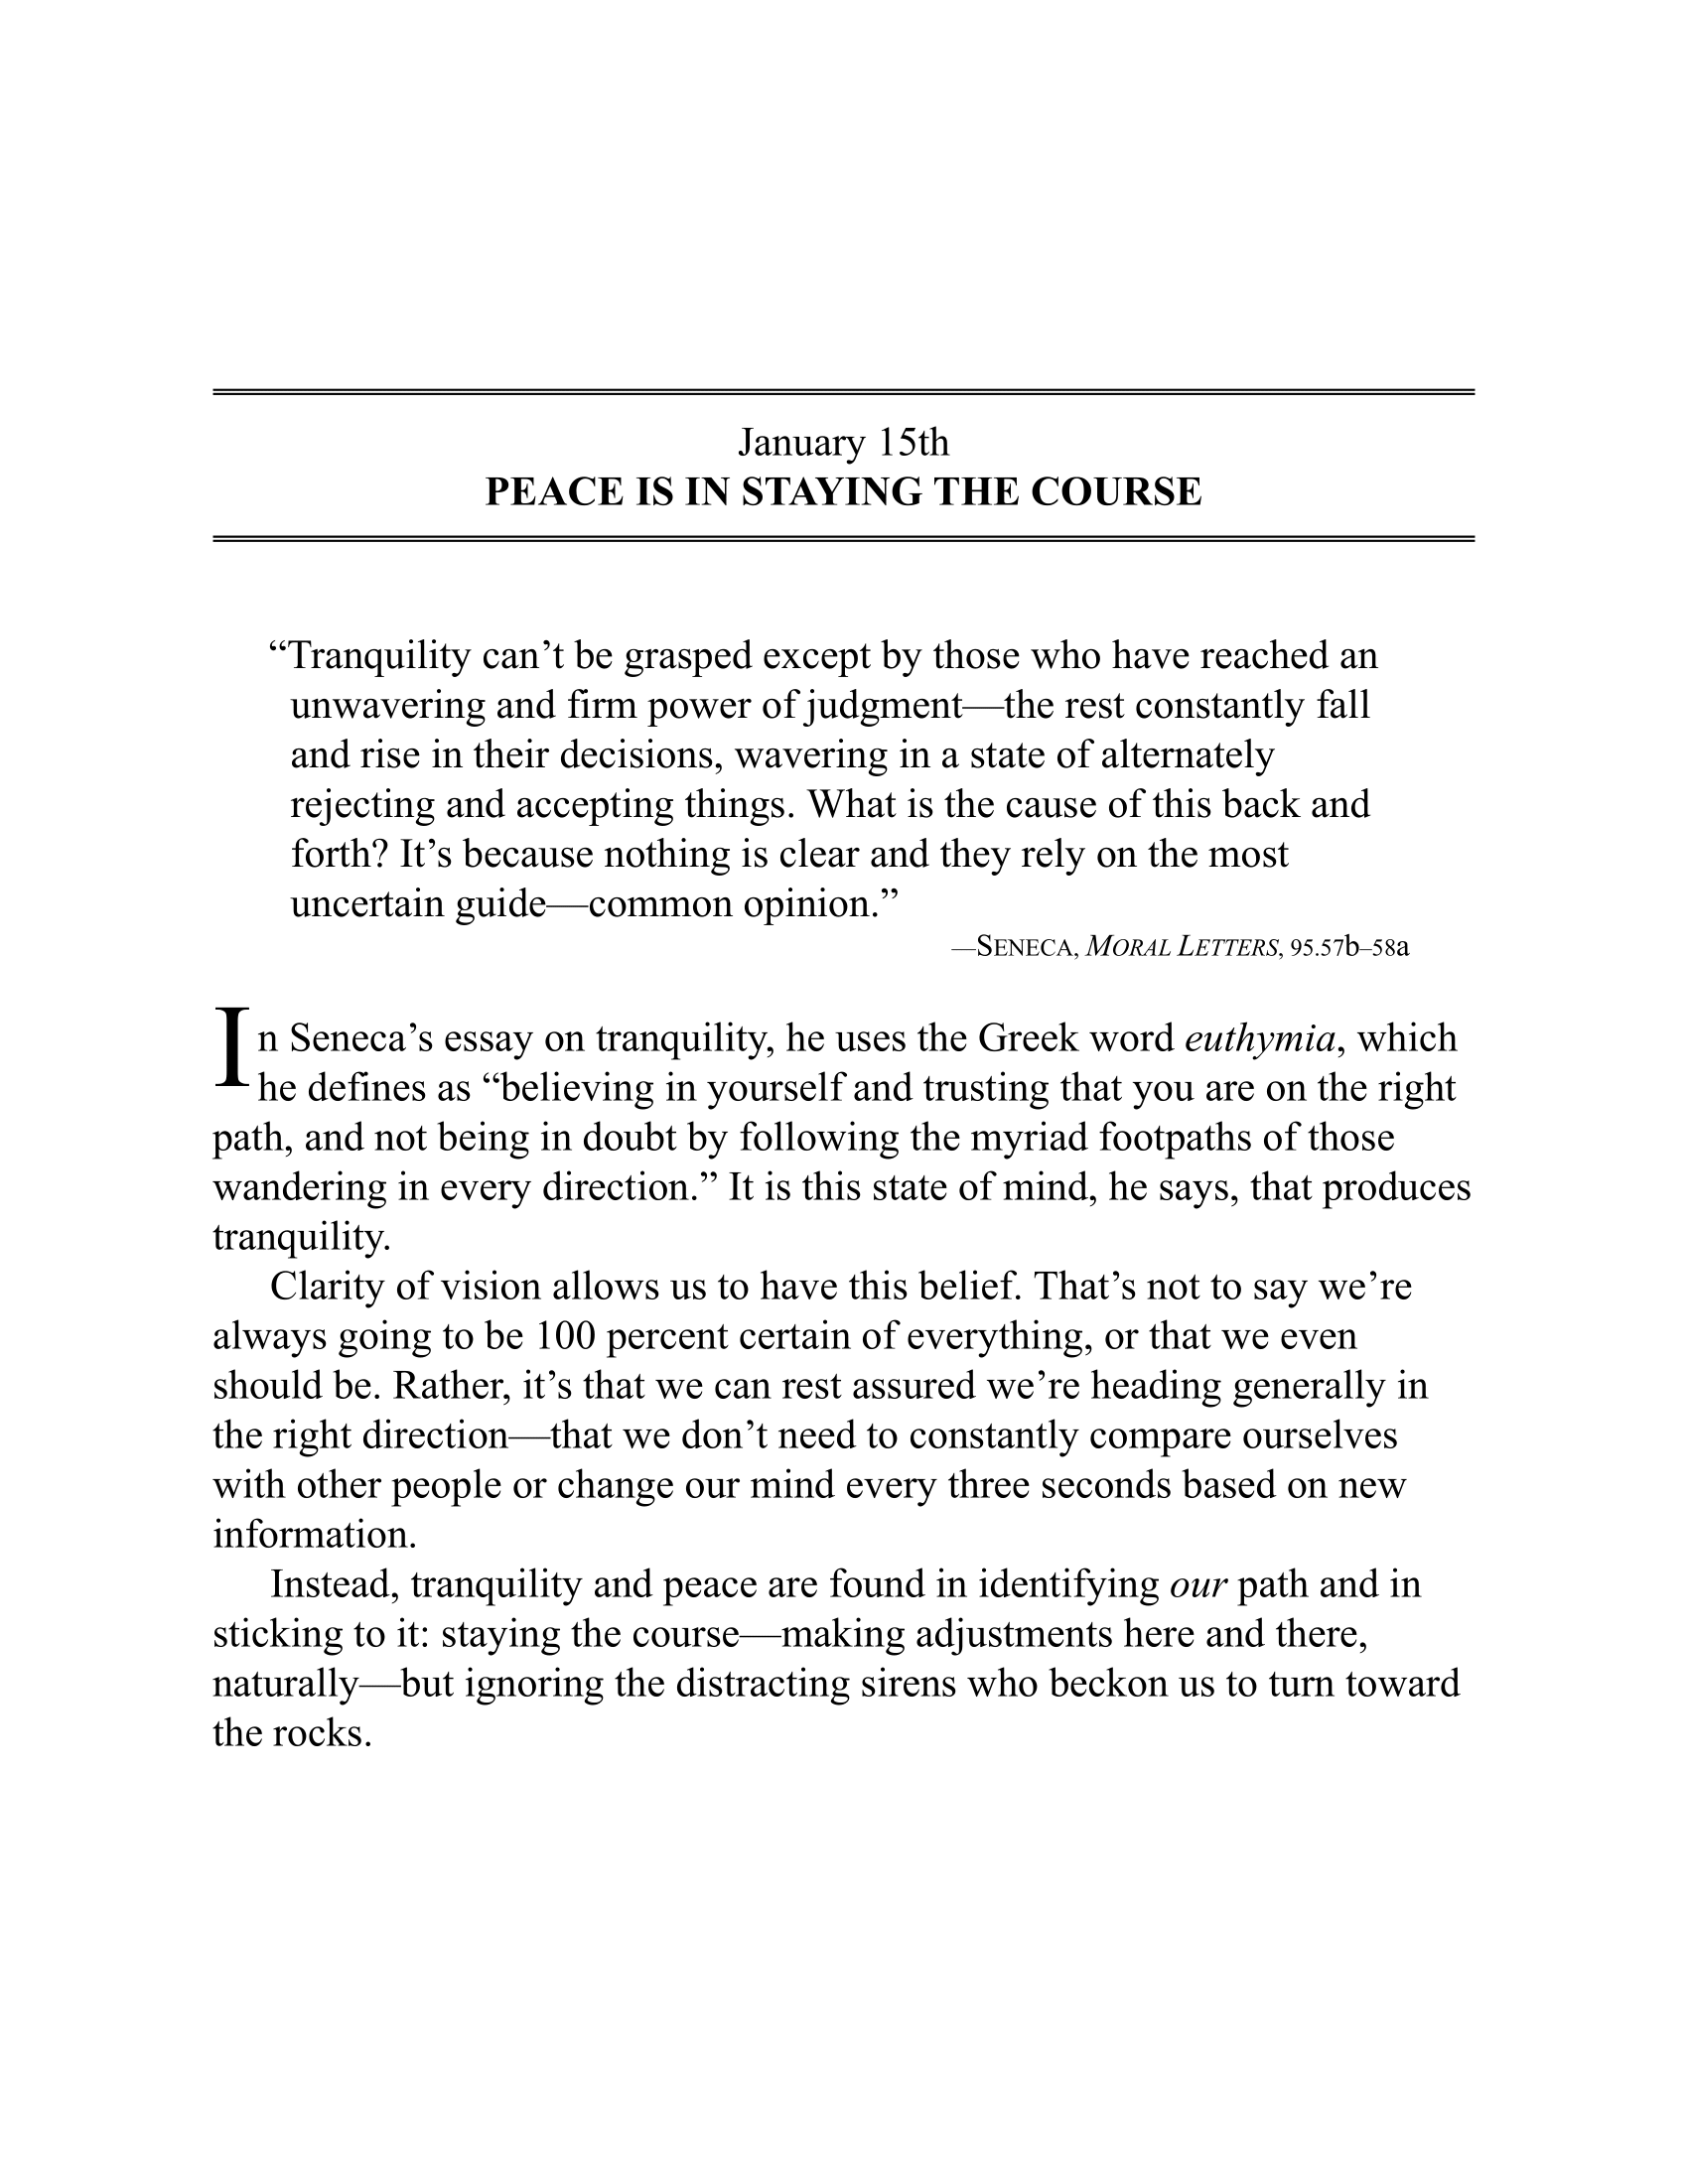 January 15th
PEACE IS IN STAYING THE COURSE
“Tranquility can’t be grasped except by those who have reached an
unwavering and firm power of judgment—the rest constantly fall
and rise in their decisions, wavering in a state of alternately
rejecting and accepting things. What is the cause of this back and
forth? It’s because nothing is clear and they rely on the most
uncertain guide—common opinion.”
—SENECA, MORAL LETTERS, 95.57b–58a
In Seneca’s essay on tranquility, he uses the Greek word euthymia, which
he defines as “believing in yourself and trusting that you are on the right
path, and not being in doubt by following the myriad footpaths of those
wandering in every direction.” It is this state of mind, he says, that produces
tranquility.
Clarity of vision allows us to have this belief. That’s not to say we’re
always going to be 100 percent certain of everything, or that we even
should be. Rather, it’s that we can rest assured we’re heading generally in
the right direction—that we don’t need to constantly compare ourselves
with other people or change our mind every three seconds based on new
information.
Instead, tranquility and peace are found in identifying our path and in
sticking to it: staying the course—making adjustments here and there,
naturally—but ignoring the distracting sirens who beckon us to turn toward
the rocks.